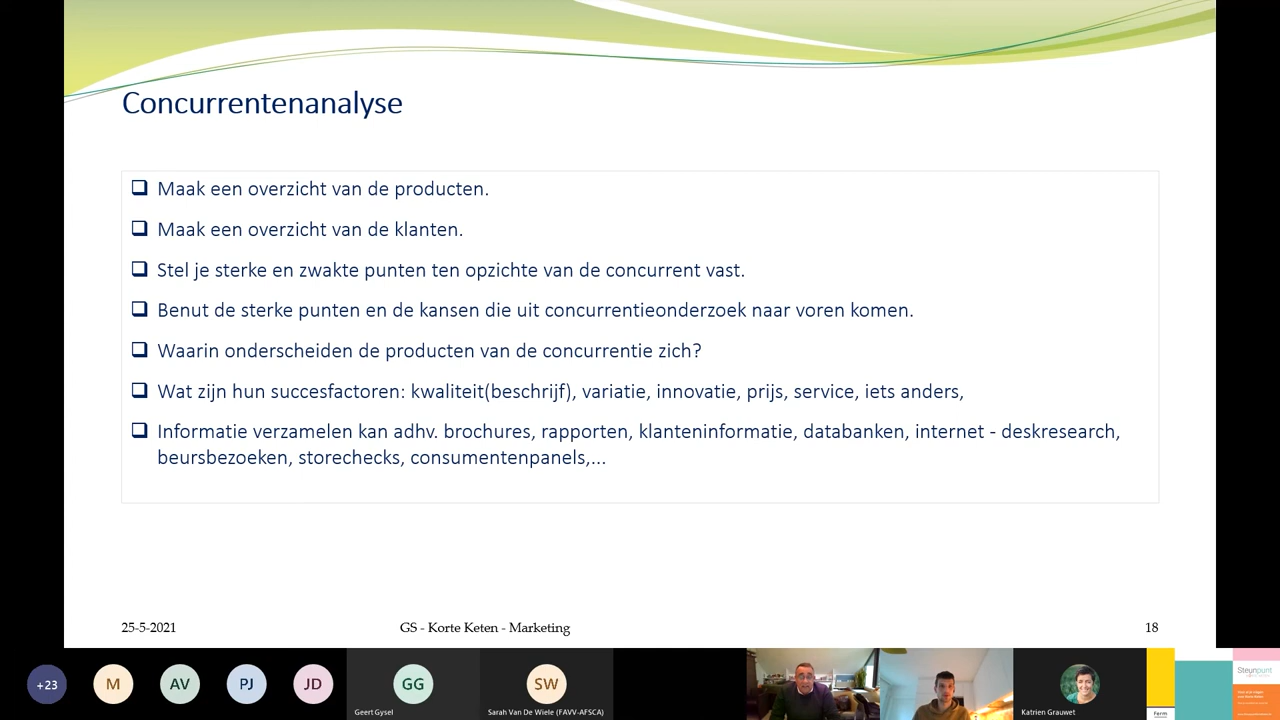 Concurrentenanalyse
Maak een overzicht van de producten.
Maak een overzicht van de klanten.
Stel je sterke en zwakte punten ten opzichte van de concurrent vast.
Benut de sterke punten en de kansen die uit concurrentieonderzoek naar voren komen.
Waarin onderscheiden de producten van de concurrentie zich?
Wat zijn hun succesfactoren: kwaliteit(beschrijf), variatie, innovatie, prijs, service, iets anders,
Informatie verzamelen kan adhv. brochures, rapporten, klanteninformatie, databanken, internet - deskresearch,
beursbezoeken, storechecks, consumentenpanels,...
25-5-2021
GS - Korte Keten - Marketing
18
+23
M
AV
PJ
JD
GG
SW
Geert Gysel
Sarah Van De Wiele (FAVV-AFSCA)
Katrien Grauwet
Ferm
Steunpunt